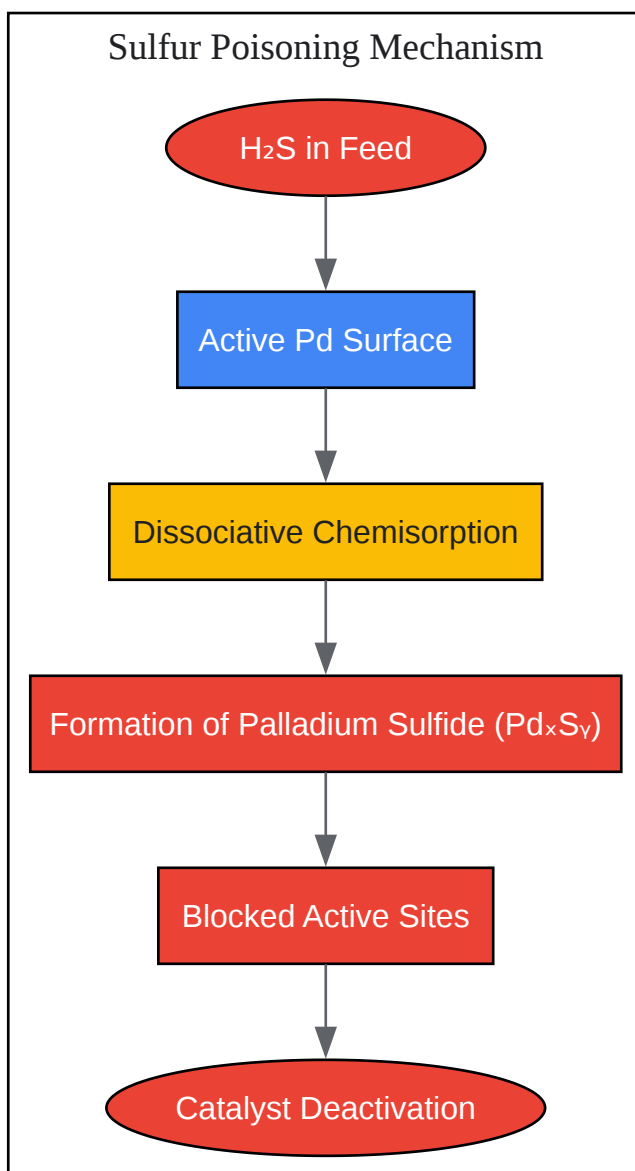 Sulfur Poisoning Mechanism
H₂S in Feed
Active Pd Surface
Dissociative Chemisorption
Formation of Palladium Sulfide (PdₓSᵧ)
Blocked Active Sites
Catalyst Deactivation